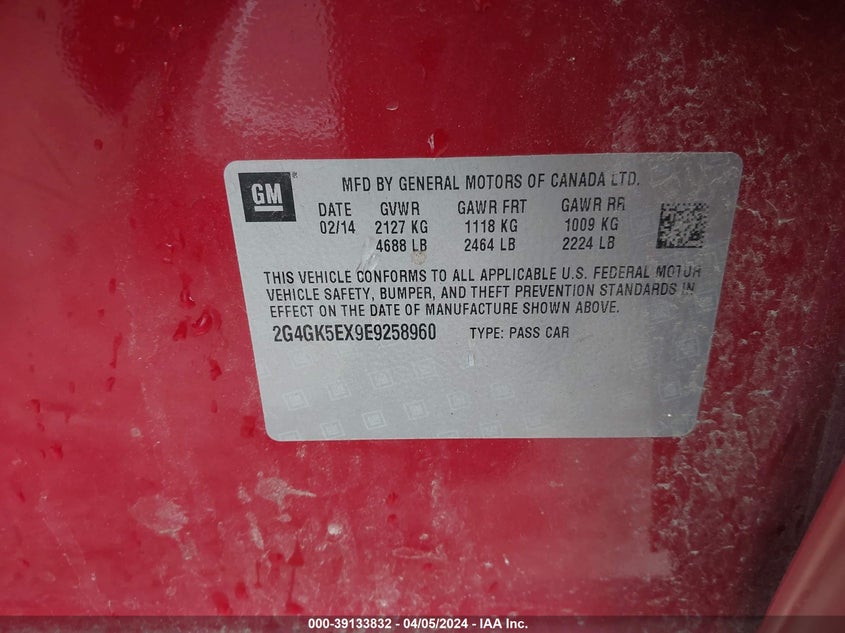 GM
MFD BY GENERAL MOTORS OF CANADA LTD.
DATE GVWR GAWR FRT GAWR RR
02/14 2127 KG 1118 KG 1009 KG
4688 LB 2464 LB 2224 LB
THIS VEHICLE CONFORMS TO ALL APPLICABLE U.S. FEDERAL MOTOR
VEHICLE SAFETY, BUMPER, AND THEFT PREVENTION STANDARDS IN
EFFECT ON THE DATE OF MANUFACTURE SHOWN ABOVE.
2G4GK5EX9E9258960 TYPE: PASS CAR
000-39133832 - 04/05/2024 - IAA Inc.